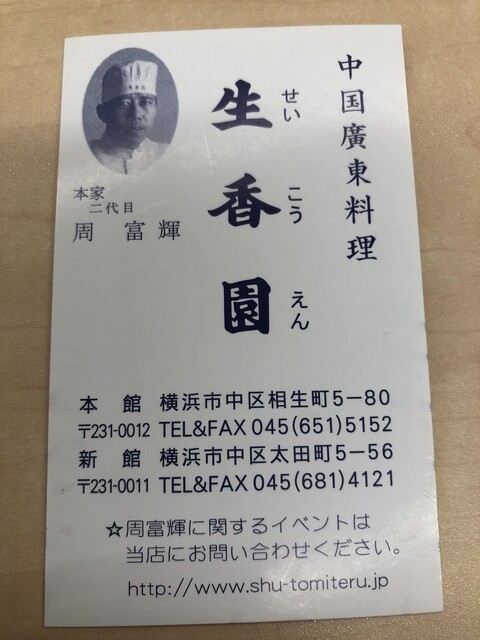 中国廣東料理
生香園
せいこうえん
本家
二代目
周富輝
本館 横浜市中区相生町5-80
〒231-0012 TEL&FAX 045(651)5152
新館 横浜市中区太田町5-56
〒231-0011 TEL&FAX 045(681)4121
☆周富輝に関するイベントは
当店にお問い合わせください。
http://www.shu-tomiteru.jp